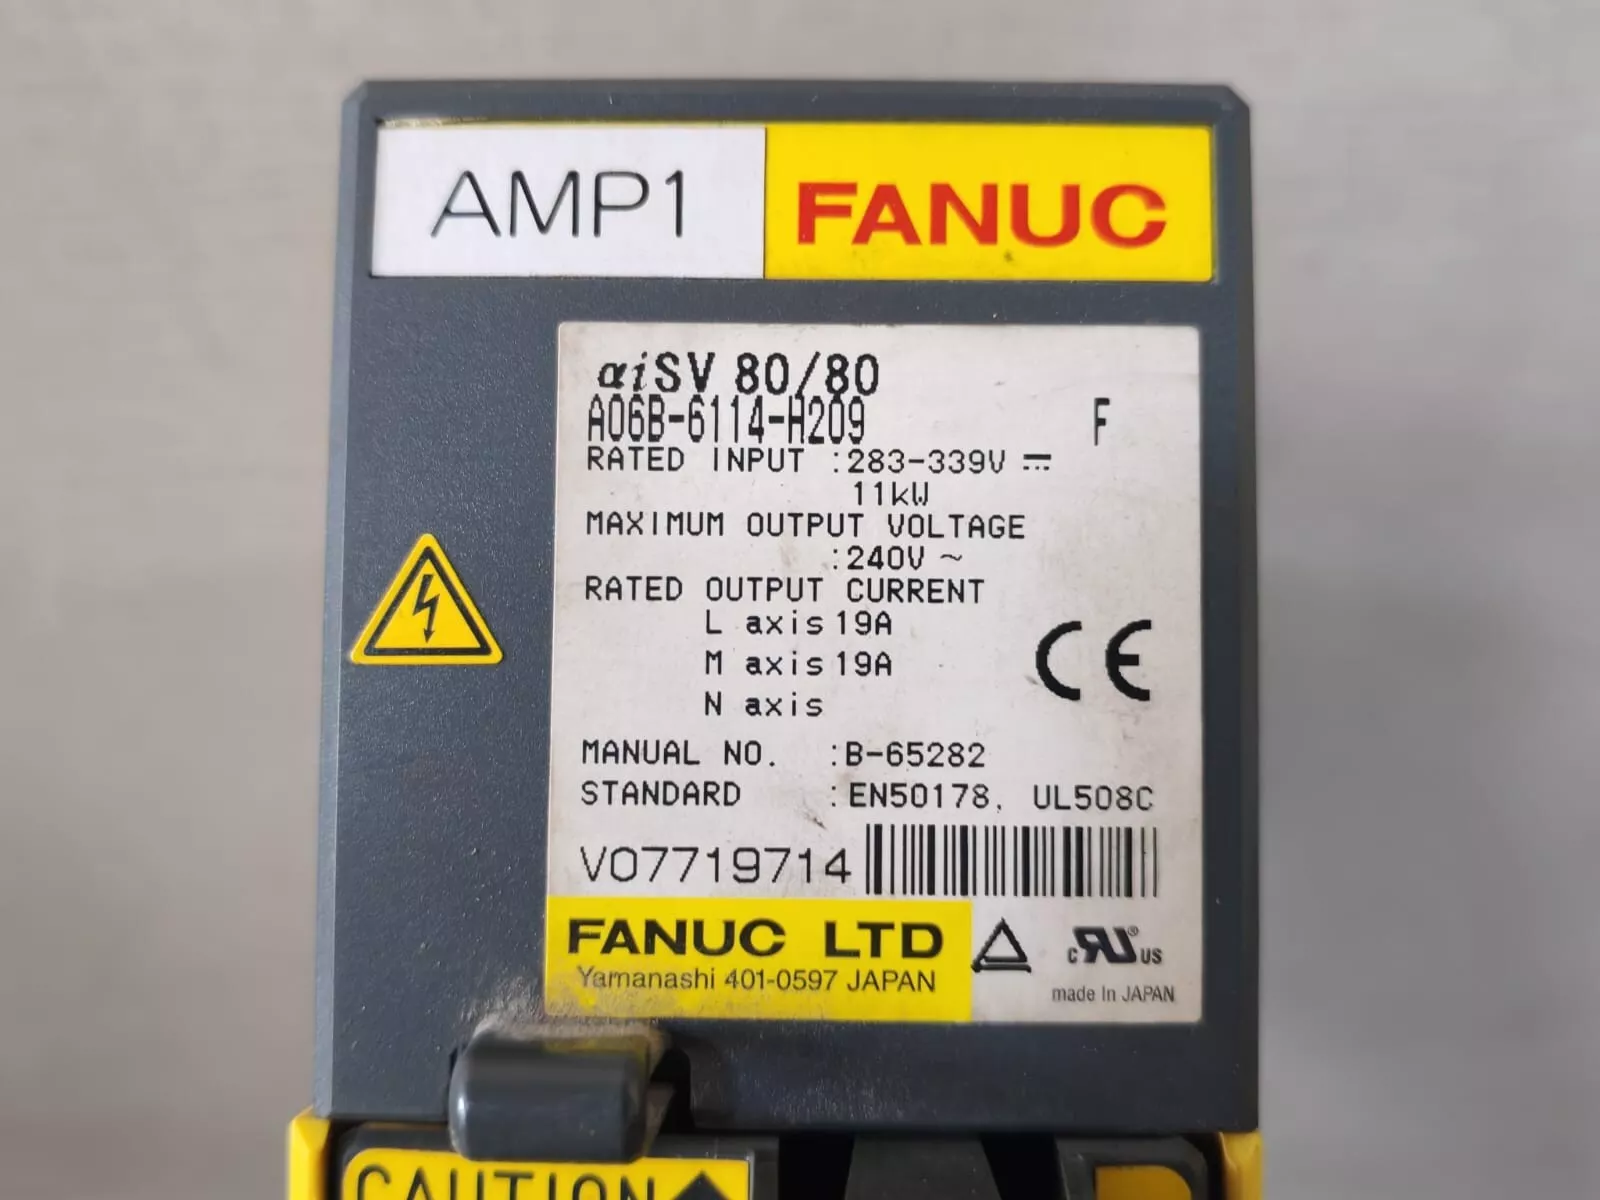 AMP1 FANUC
αiSV 80/80
A06B-6114-H209 F
RATED INPUT :283-339V ⎓
11kW
MAXIMUM OUTPUT VOLTAGE
:240V ~
RATED OUTPUT CURRENT
L axis 19A
M axis 19A
N axis
CE
MANUAL NO. :B-65282
STANDARD :EN50178, UL508C
V07719714
FANUC LTD
Yamanashi 401-0597 JAPAN
c RU ® US
made In JAPAN
CAUTION